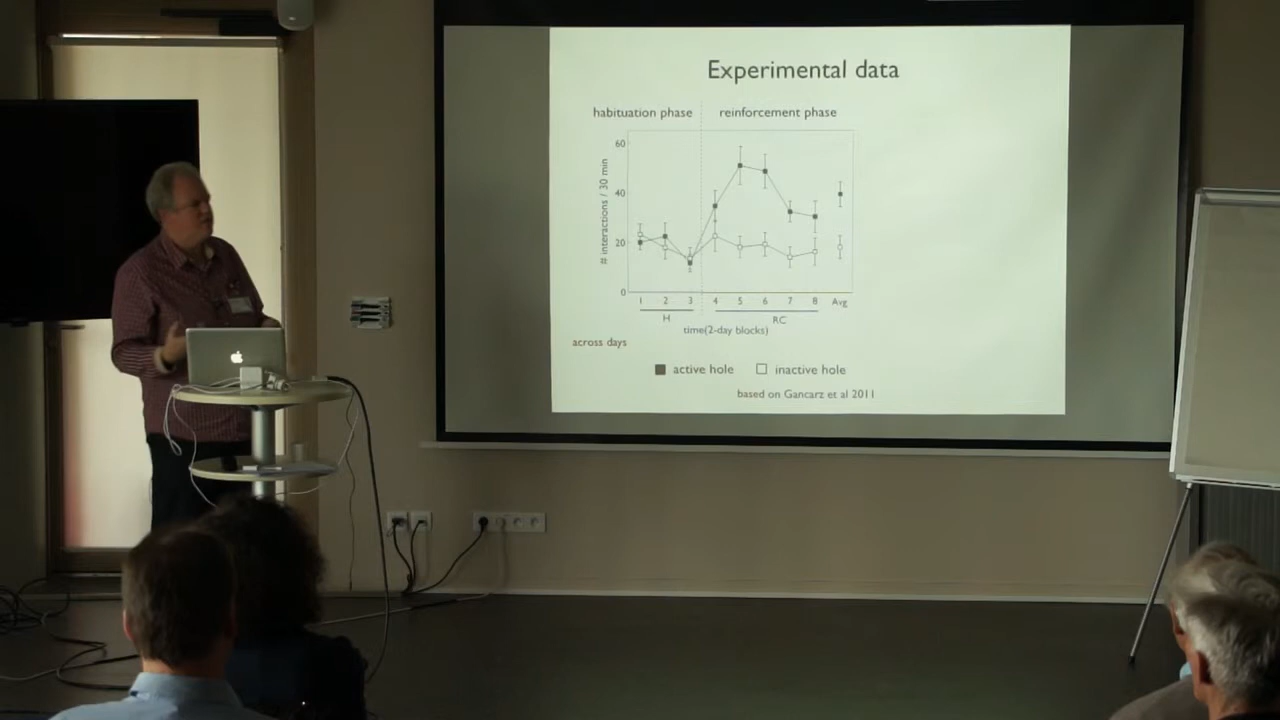 Experimental data
habituation phase
reinforcement phase
# interactions / 30 min
60
40
20
0
1 2 3 4 5 6 7 8 Avg
H RC
time(2-day blocks)
across days
active hole inactive hole
based on Gancarz et al 2011